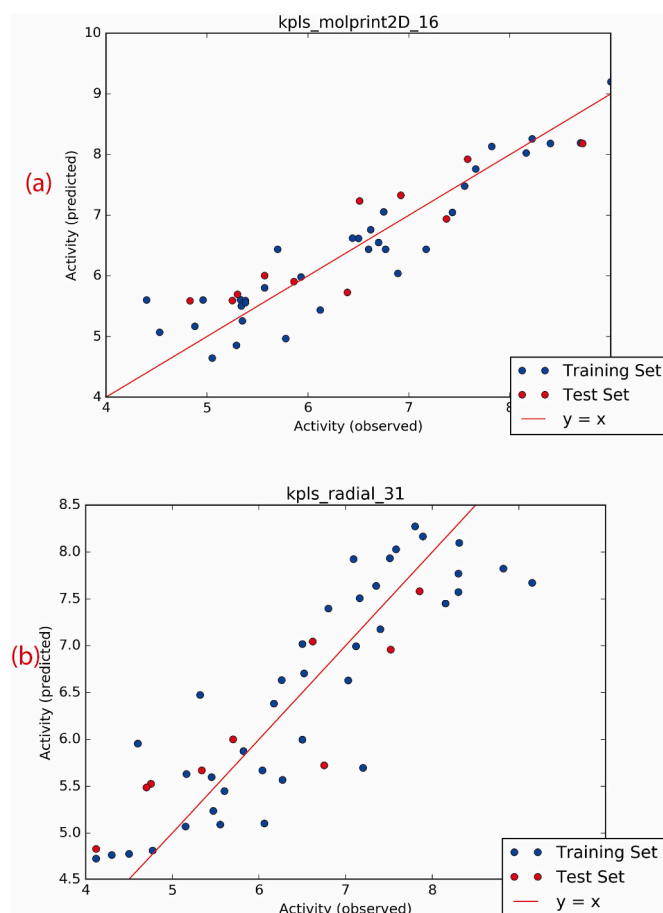 kpls_molprint2D_16
10
9
8
7
6
5
4
4 5 6 7 8
(a)
Activity (predicted)
Activity (observed)
Training Set
Test Set
y = x
kpls_radial_31
8.5
8.0
7.5
7.0
6.5
6.0
5.5
5.0
4.5
4 5 6 7 8
(b)
Activity (predicted)
Activity (observed)
Training Set
Test Set
y = x